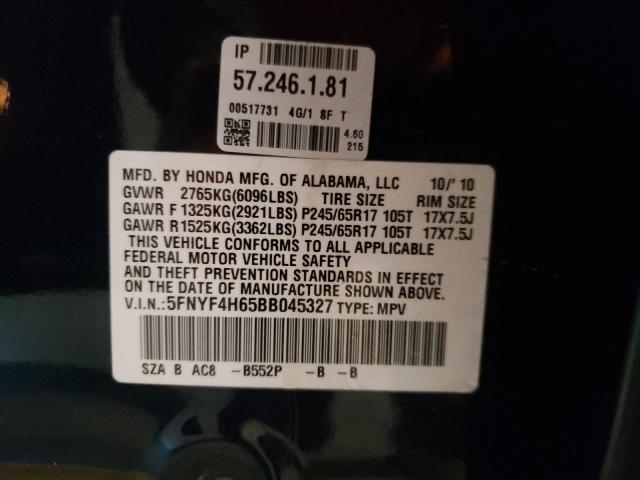 IP
57.246.1.81
00517731 4G/1 SF T
4.60
215
MFD. BY HONDA MFG. OF ALABAMA, LLC 10/'10
GVWR 2765KG(6096LBS) TIRE SIZE RIM SIZE
GAWR F 1325KG(2921LBS) P245/65R17 105T 17X7.5J
GAWR R 1525KG(3362LBS) P245/65R17 105T 17X7.5J
THIS VEHICLE CONFORMS TO ALL APPLICABLE
FEDERAL MOTOR VEHICLE SAFETY
AND THEFT PREVENTION STANDARDS IN EFFECT
ON THE DATE OF MANUFACTURE SHOWN ABOVE.
V.I.N.:5FNYF4H65BB045327 TYPE: MPV
SZA B AC8 -B552P -B -B